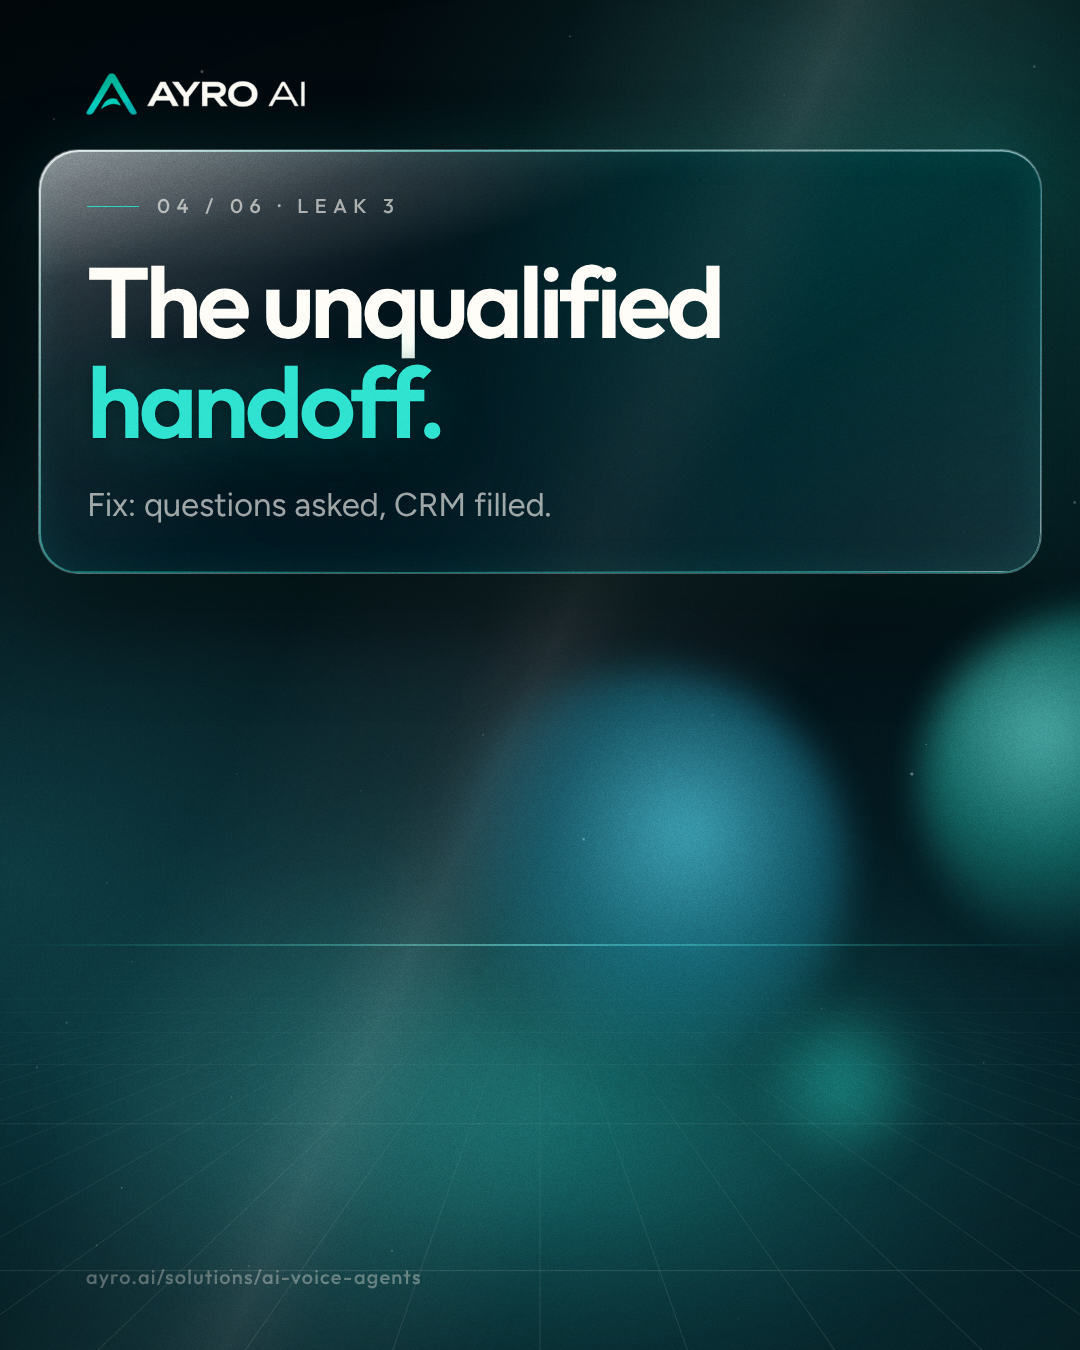 AYRO AI
04 / 06 · LEAK 3
The unqualified
handoff.
Fix: questions asked, CRM filled.
ayro.ai/solutions/ai-voice-agents